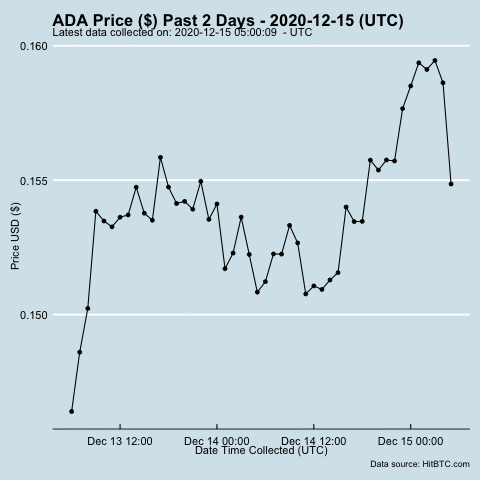 ADA Price ($) Past 2 Days - 2020-12-15 (UTC)
Latest data collected on: 2020-12-15 05:00:09  - UTC
0.160
0.155
0.150
Price USD ($)
Dec 13 12:00
Dec 14 00:00
Dec 14 12:00
Dec 15 00:00
Date Time Collected (UTC)
Data source: HitBTC.com